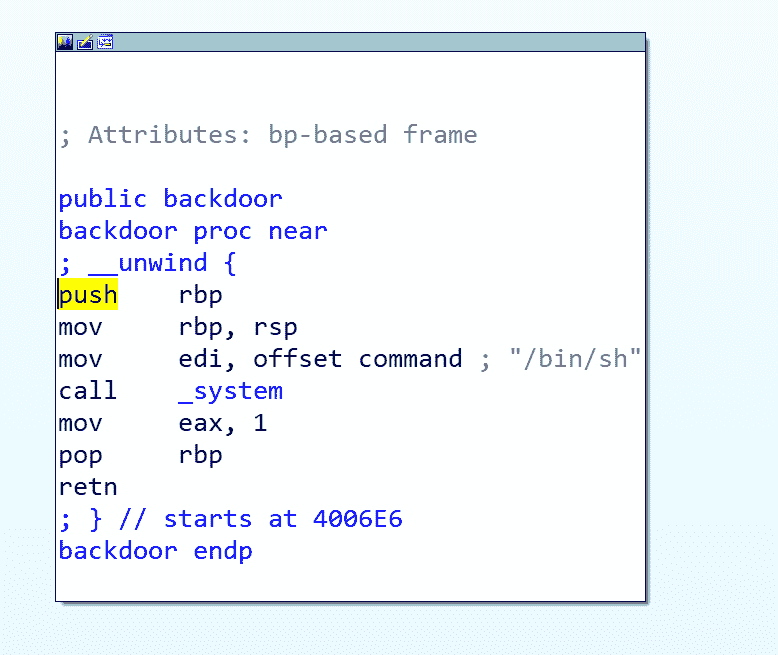 ; Attributes: bp-based frame
public backdoor
backdoor proc near
; __unwind {
push rbp
mov rbp, rsp
mov edi, offset command ; "/bin/sh"
call _system
mov eax, 1
pop rbp
retn
; } // starts at 4006E6
backdoor endp